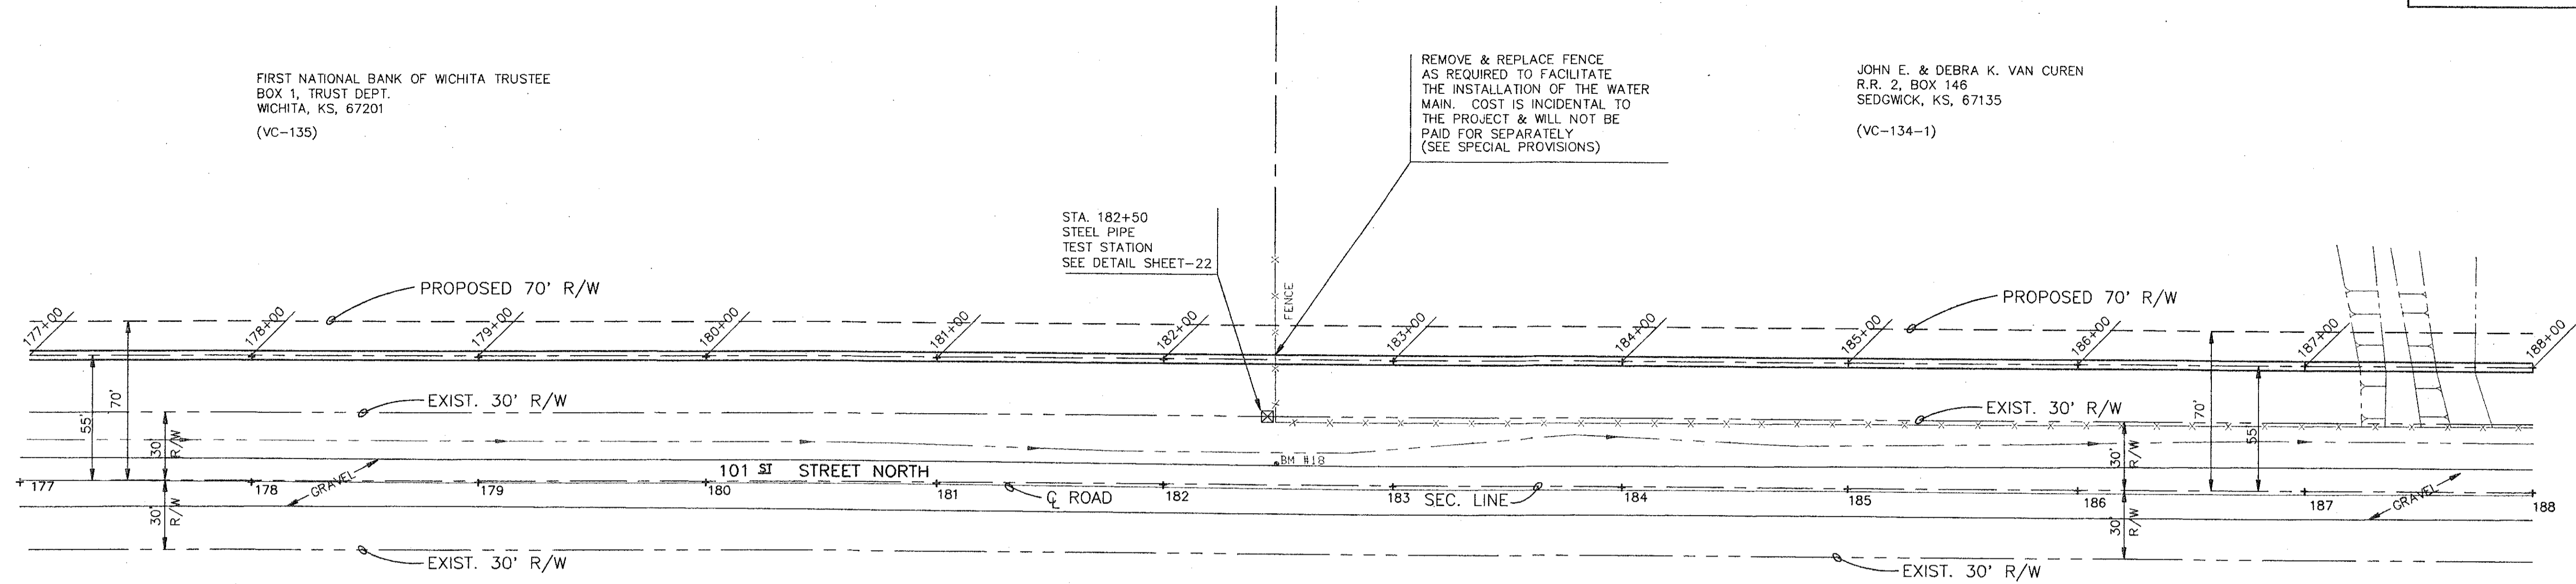 FIRST NATIONAL BANK OF WICHITA TRUSTEE
BOX 1, TRUST DEPT.
WICHITA, KS, 67201
(VC-135)
REMOVE & REPLACE FENCE
AS REQUIRED TO FACILITATE
THE INSTALLATION OF THE WATER
MAIN. COST IS INCIDENTAL TO
THE PROJECT & WILL NOT BE
PAID FOR SEPARATELY
(SEE SPECIAL PROVISIONS)
JOHN E. & DEBRA K. VAN CUREN
R.R. 2, BOX 146
SEDGWICK, KS, 67135
(VC-134-1)
STA. 182+50
STEEL PIPE
TEST STATION
SEE DETAIL SHEET-22
FENCE
PROPOSED 70' R/W
PROPOSED 70' R/W
177+00
178+00
179+00
180+00
181+00
182+00
183+00
184+00
185+00
186+00
187+00
188+00
55'
70'
EXIST. 30' R/W
EXIST. 30' R/W
70'
55'
30'
R/W
30'
R/W
BM #18
101 ST STREET NORTH
177
178
179
180
181
182
183
184
185
186
187
188
GRAVEL
℄ ROAD
SEC. LINE
GRAVEL
30'
R/W
30'
R/W
EXIST. 30' R/W
EXIST. 30' R/W